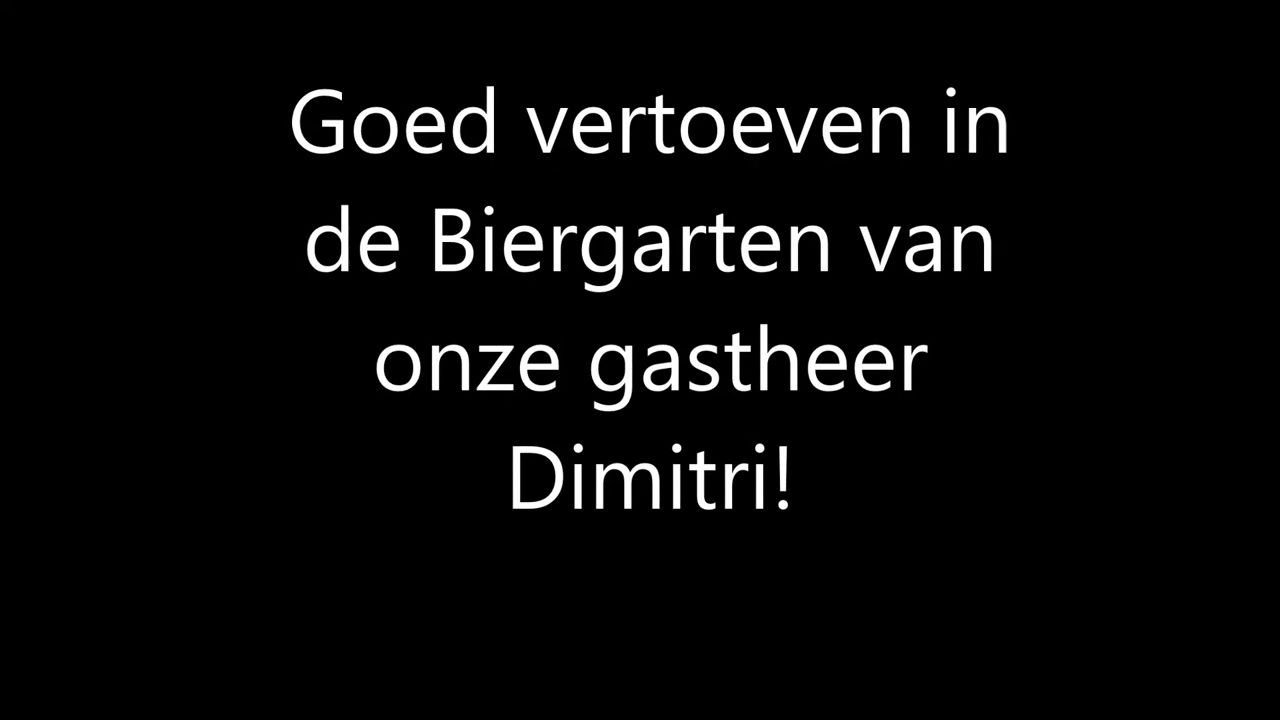 Goed vertoeven in
de Biergarten van
onze gastheer
Dimitri!